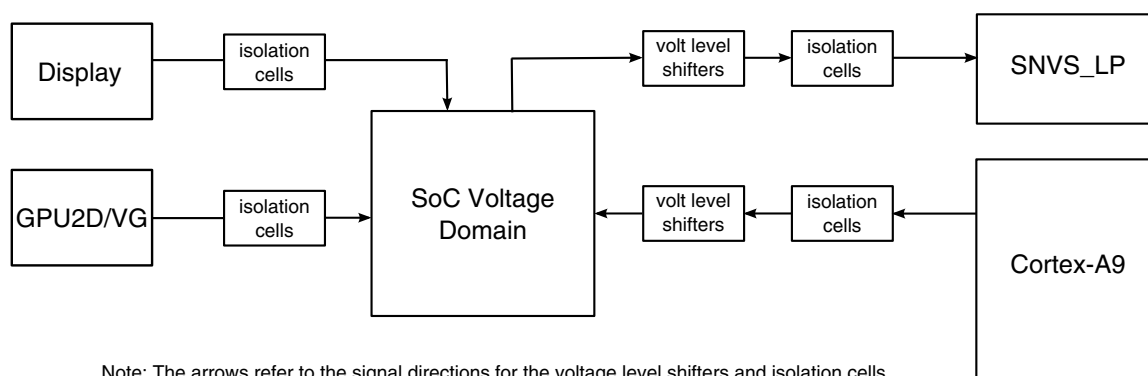 Display
isolation
cells
volt level
shifters
isolation
cells
SNVS_LP
GPU2D/VG
isolation
cells
SoC Voltage
Domain
volt level
shifters
isolation
cells
Cortex-A9
Note: The arrows refer to the signal directions for the voltage level shifters and isolation cells